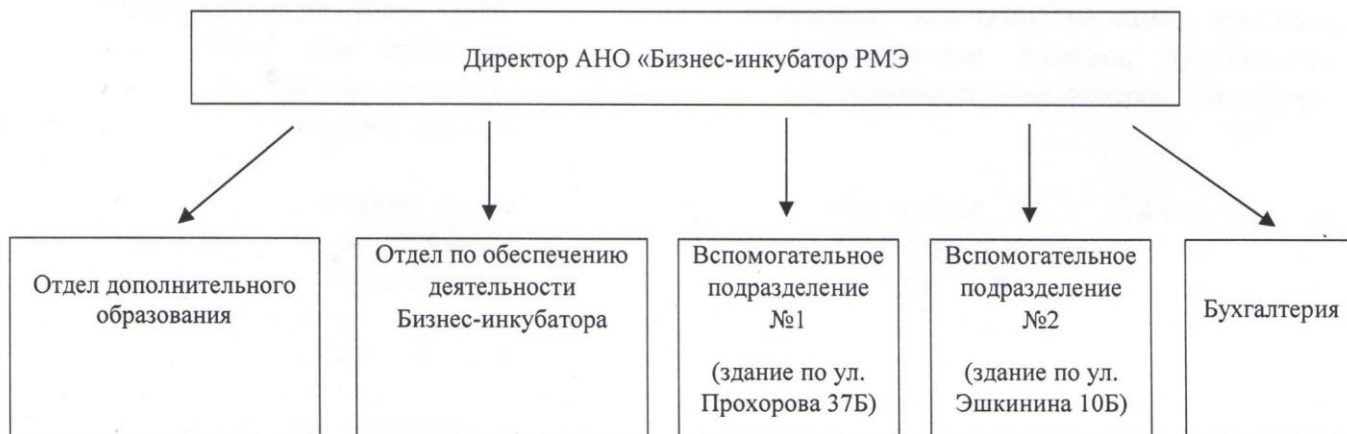 Директор АНО «Бизнес-инкубатор РМЭ
Отдел дополнительного
образования
Отдел по обеспечению
деятельности
Бизнес-инкубатора
Вспомогательное
подразделение
№1
(здание по ул.
Прохорова 37Б)
Вспомогательное
подразделение
№2
(здание по ул.
Эшкинина 10Б)
Бухгалтерия